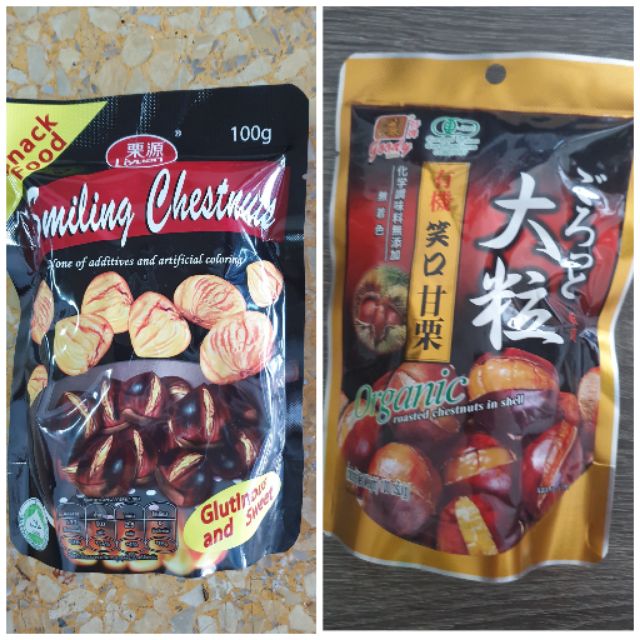 Snack
Food
栗源
Liyuan
®
100g
Smiling Chestnuts
None of additives and artificial coloring
Glutinous
and Sweet
goody
有機 笑口甘栗
化学調味料無添加
無着色
ごろっと
大粒
Organic
roasted chestnuts in shell